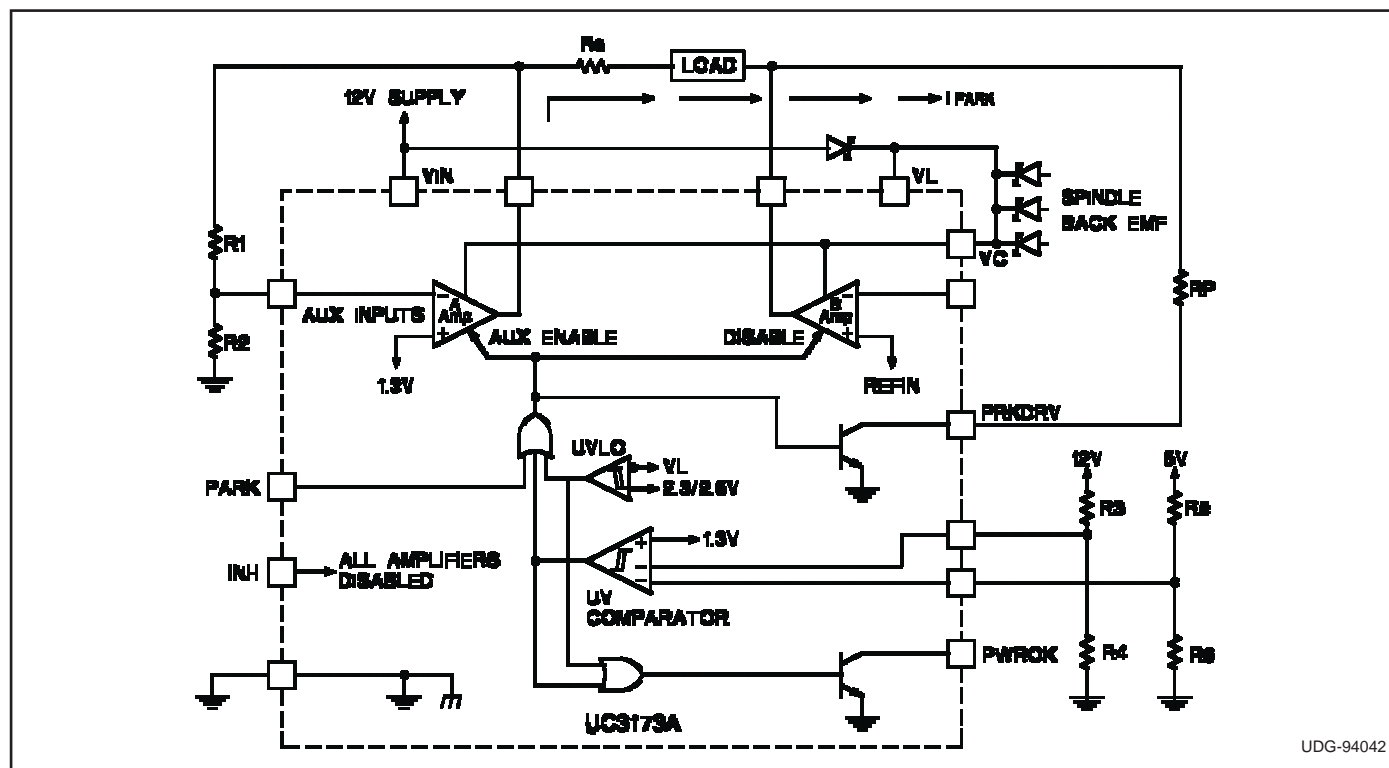 Rs
LOAD
12V SUPPLY
I PARK
VIN
VL
SPINDLE
BACK EMF
R1
VC
RP
AUX INPUTS
A
Amp
B
Amp
R2
AUX ENABLE
DISABLE
1.3V
REFIN
PRKDRV
UVLO
12V
5V
VL
PARK
2.3/2.6V
R3
R5
1.3V
INH
ALL AMPLIFIERS
DISABLED
UV
COMPARATOR
PWROK
R4
R6
UC3173A
UDG-94042